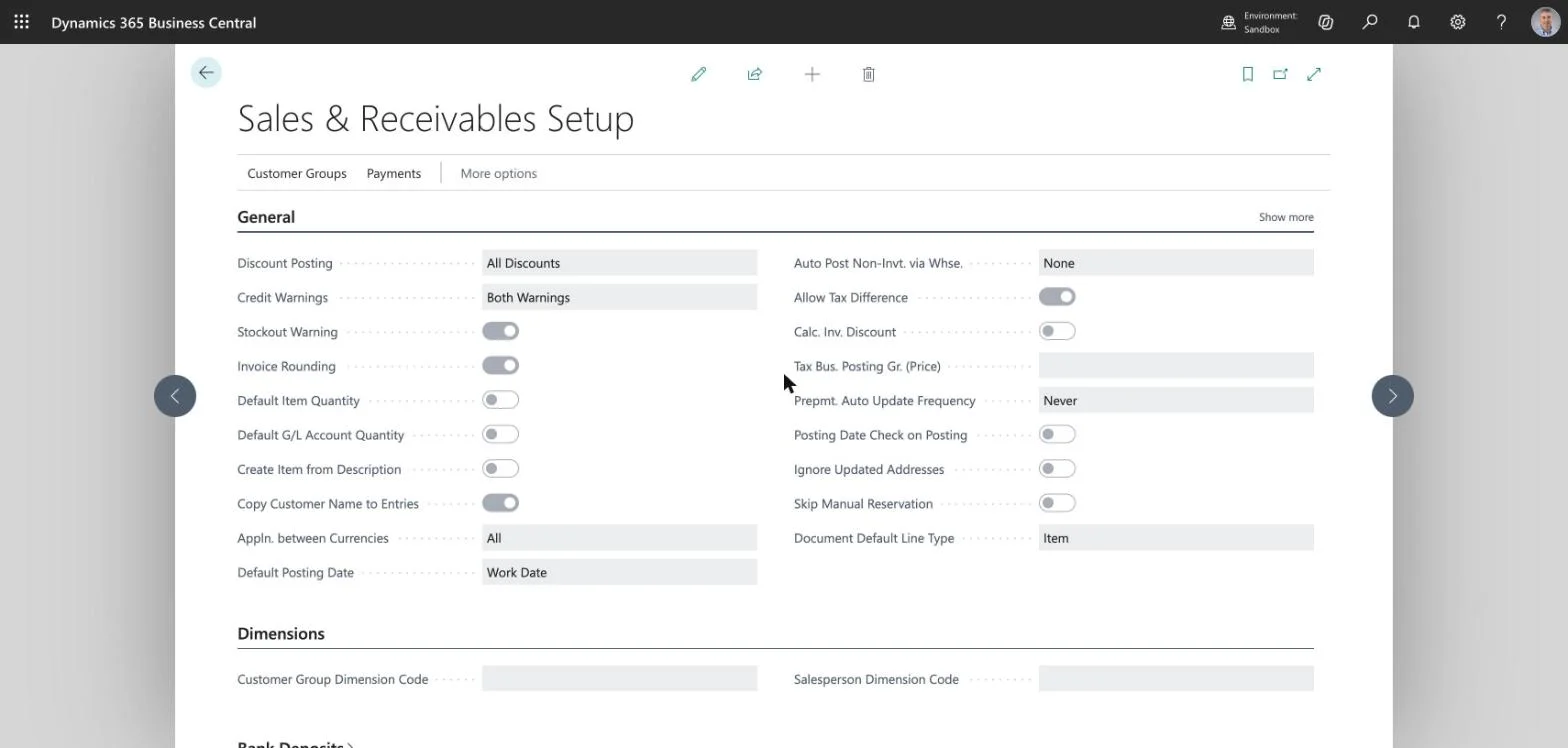 Dynamics 365 Business Central
Environment:
Sandbox
Sales & Receivables Setup
Customer Groups
Payments
More options
General
Show more
Discount Posting
All Discounts
Credit Warnings
Both Warnings
Stockout Warning
Invoice Rounding
Default Item Quantity
Default G/L Account Quantity
Create Item from Description
Copy Customer Name to Entries
Appln. between Currencies
All
Default Posting Date
Work Date
Auto Post Non-Invt. via Whse.
None
Allow Tax Difference
Calc. Inv. Discount
Tax Bus. Posting Gr. (Price)
Prepmt. Auto Update Frequency
Never
Posting Date Check on Posting
Ignore Updated Addresses
Skip Manual Reservation
Document Default Line Type
Item
Dimensions
Customer Group Dimension Code
Salesperson Dimension Code
Bank Deposits